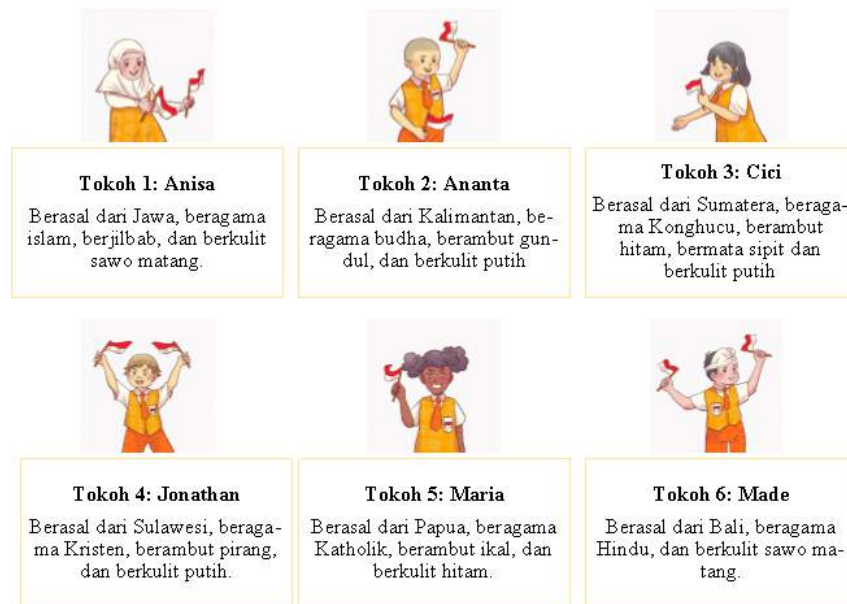 Tokoh 1: Anisa
Berasal dari Jawa, beragama
islam, berjilbab, dan berkulit
sawo matang.
Tokoh 2: Ananta
Berasal dari Kalimantan, be-
ragama budha, berambut gun-
dul, dan berkulit putih
Tokoh 3: Cici
Berasal dari Sumatera, beraga-
ma Konghucu, berambut
hitam, bermata sipit dan
berkulit putih
Tokoh 4: Jonathan
Berasal dari Sulawesi, beraga-
ma Kristen, berambut pirang,
dan berkulit putih.
Tokoh 5: Maria
Berasal dari Papua, beragama
Katholik, berambut ikal, dan
berkulit hitam.
Tokoh 6: Made
Berasal dari Bali, beragama
Hindu, dan berkulit sawo ma-
tang.